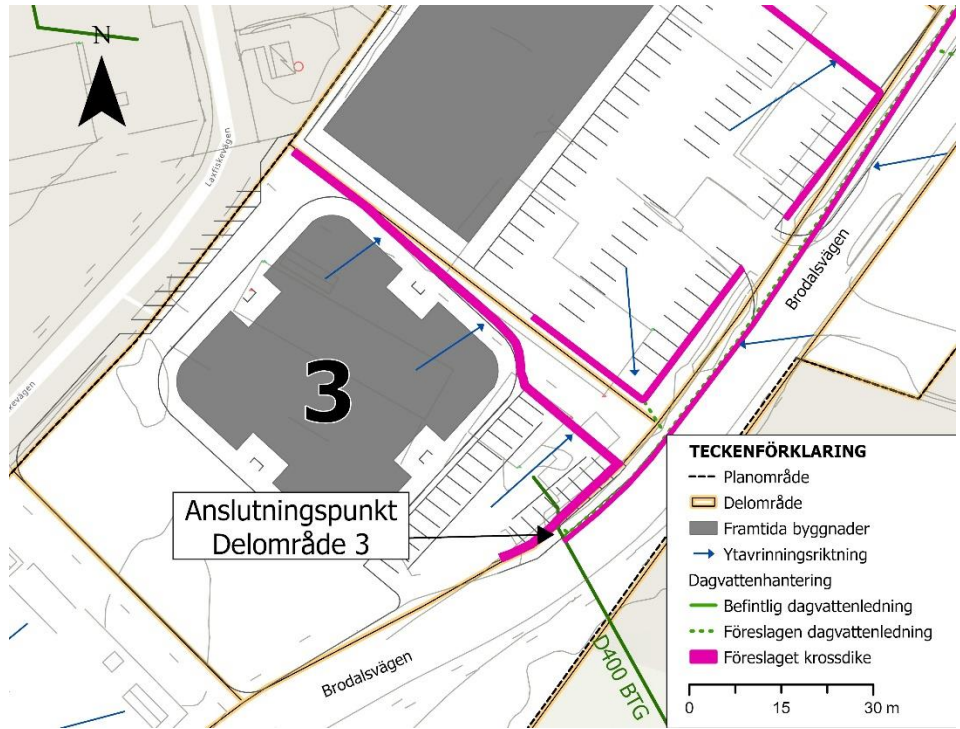 N
Laxfiskevägen
skevägen
3
Brodalsvägen
Anslutningspunkt
Delområde 3
Brodalsvägen
D400 BTG
TECKENFÖRKLARING
Planområde
Delområde
Framtida byggnader
Ytavrinningsriktning
Dagvattenhantering
Befintlig dagvattenledning
Föreslagen dagvattenledning
Föreslaget krossdike
0 15 30 m